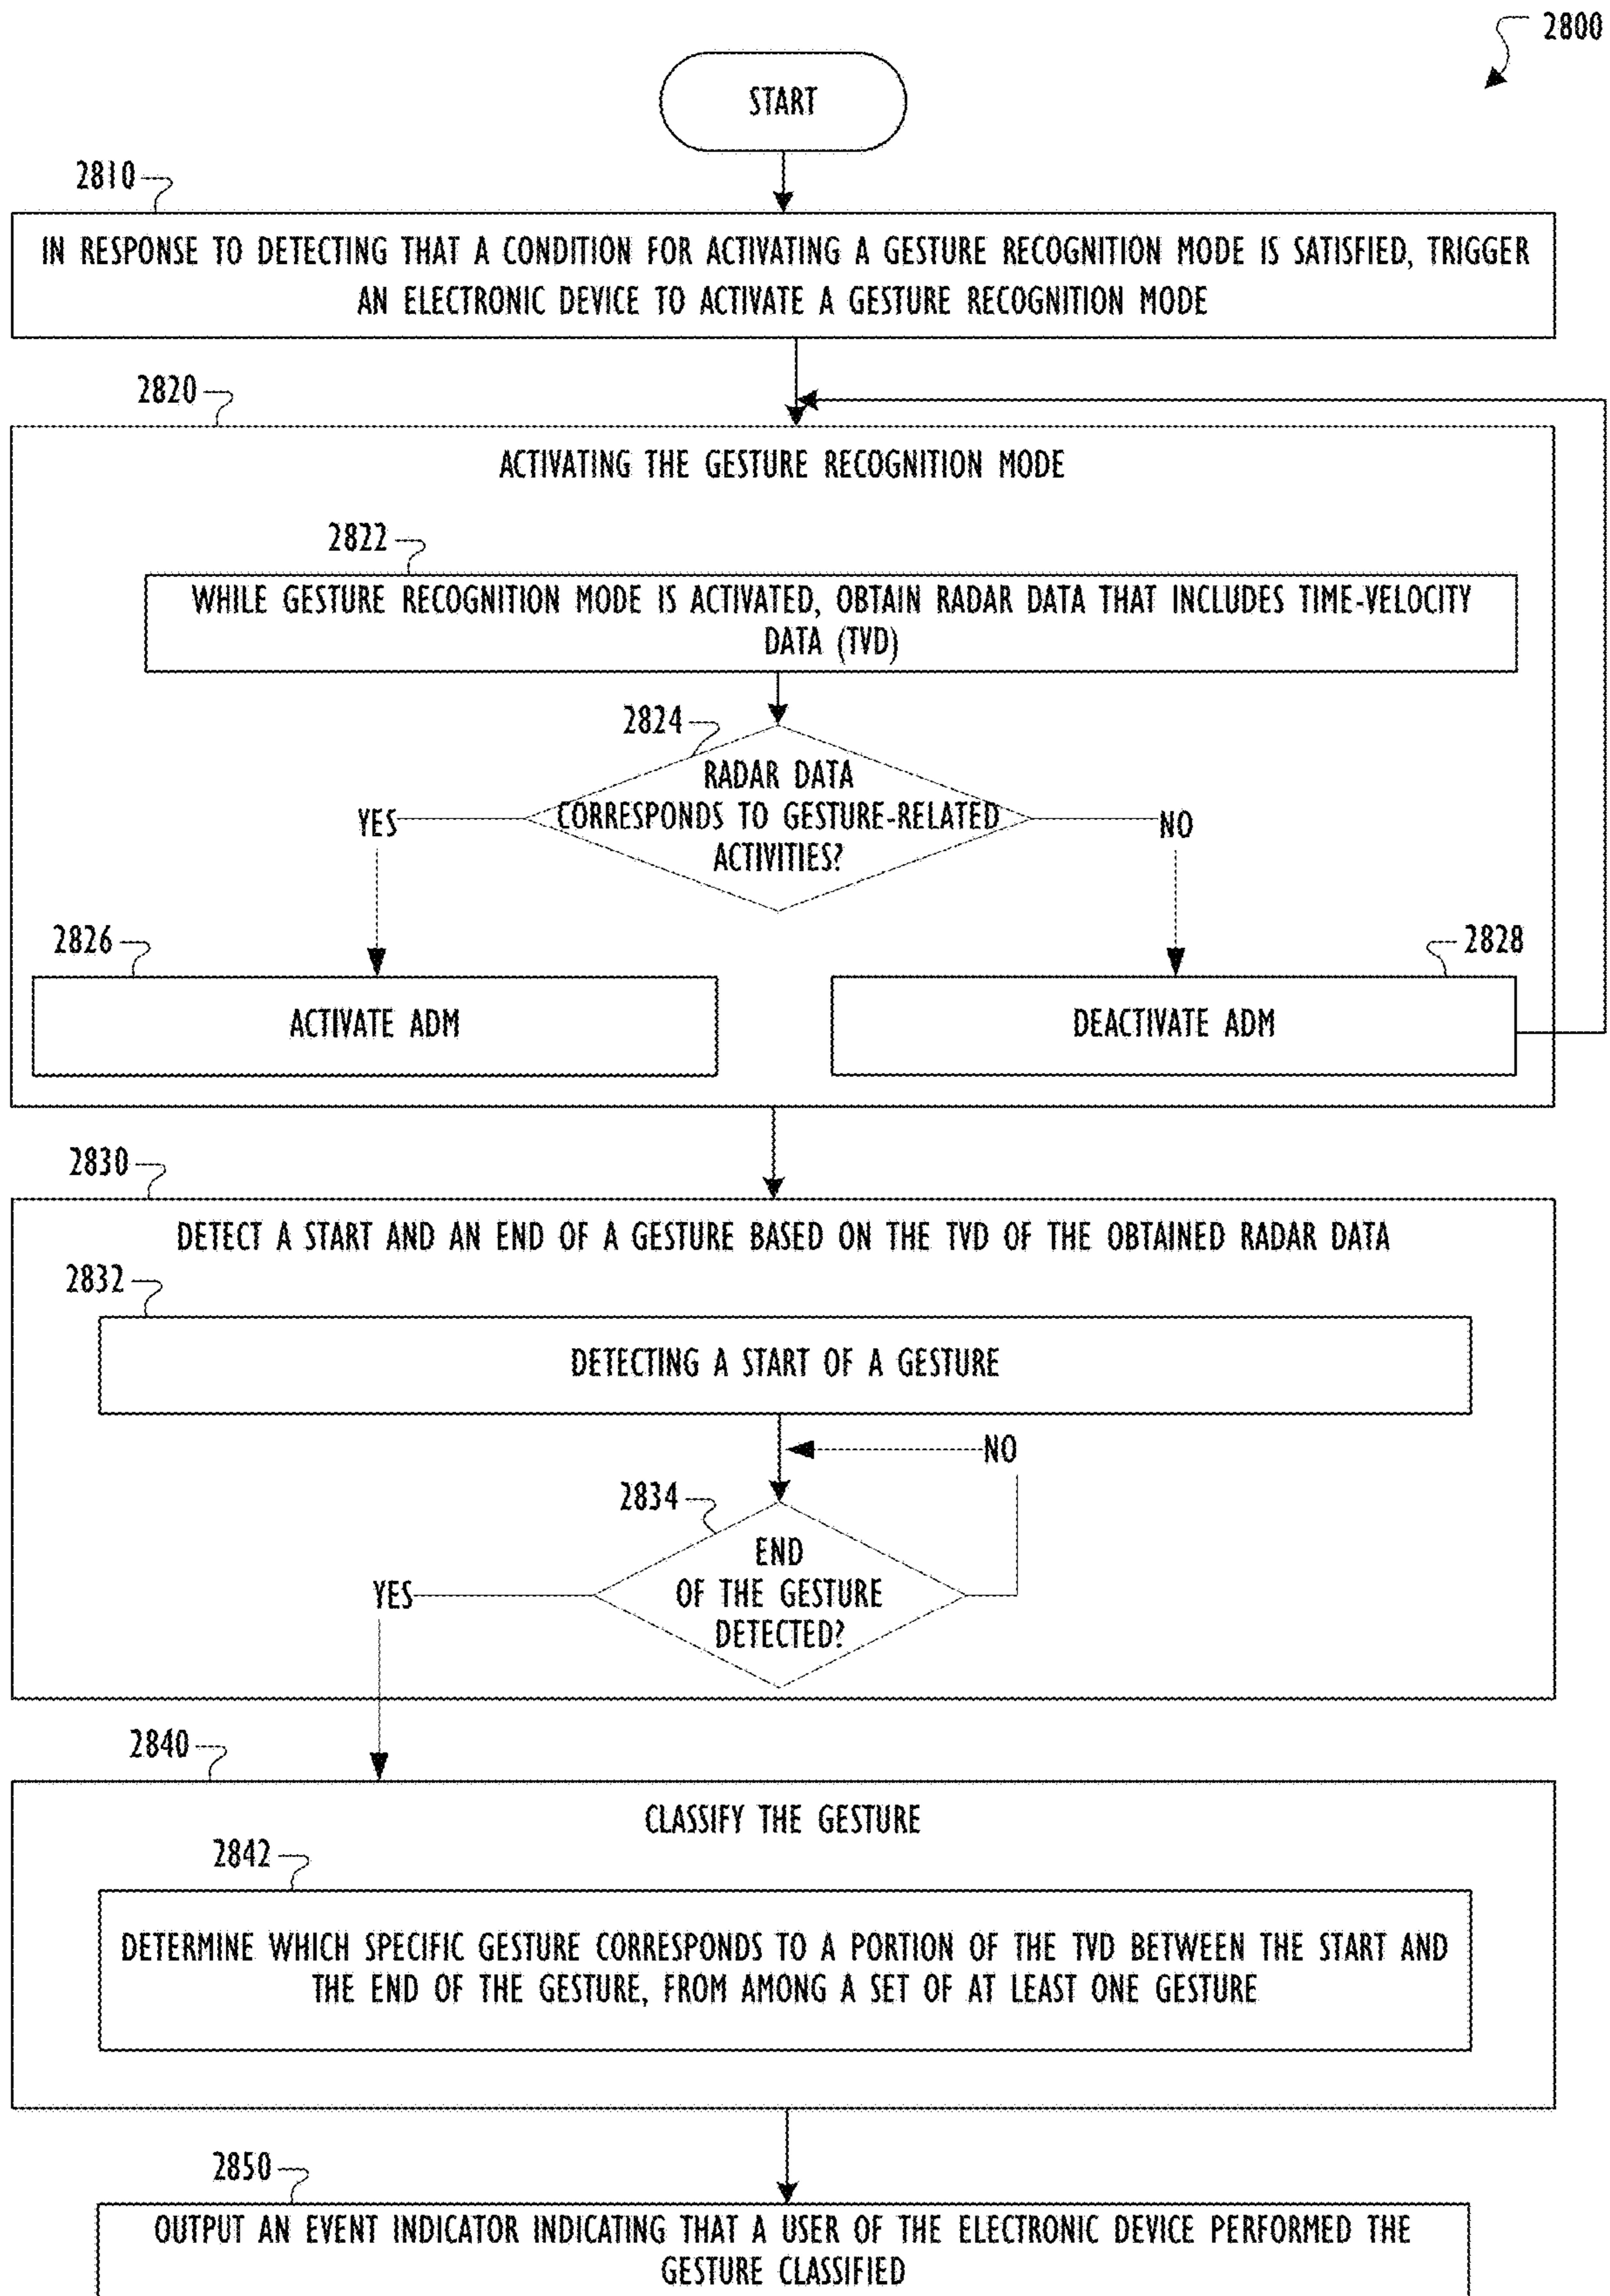 2800
START
2810
IN RESPONSE TO DETECTING THAT A CONDITION FOR ACTIVATING A GESTURE RECOGNITION MODE IS SATISFIED, TRIGGER
AN ELECTRONIC DEVICE TO ACTIVATE A GESTURE RECOGNITION MODE
2820
ACTIVATING THE GESTURE RECOGNITION MODE
2822
WHILE GESTURE RECOGNITION MODE IS ACTIVATED, OBTAIN RADAR DATA THAT INCLUDES TIME-VELOCITY
DATA (TVD)
2824
RADAR DATA
CORRESPONDS TO GESTURE-RELATED
ACTIVITIES?
YES
NO
2826
2828
ACTIVATE ADM
DEACTIVATE ADM
2830
DETECT A START AND AN END OF A GESTURE BASED ON THE TVD OF THE OBTAINED RADAR DATA
2832
DETECTING A START OF A GESTURE
NO
2834
END
OF THE GESTURE
DETECTED?
YES
2840
CLASSIFY THE GESTURE
2842
DETERMINE WHICH SPECIFIC GESTURE CORRESPONDS TO A PORTION OF THE TVD BETWEEN THE START AND
THE END OF THE GESTURE, FROM AMONG A SET OF AT LEAST ONE GESTURE
2850
OUTPUT AN EVENT INDICATOR INDICATING THAT A USER OF THE ELECTRONIC DEVICE PERFORMED THE
GESTURE CLASSIFIED